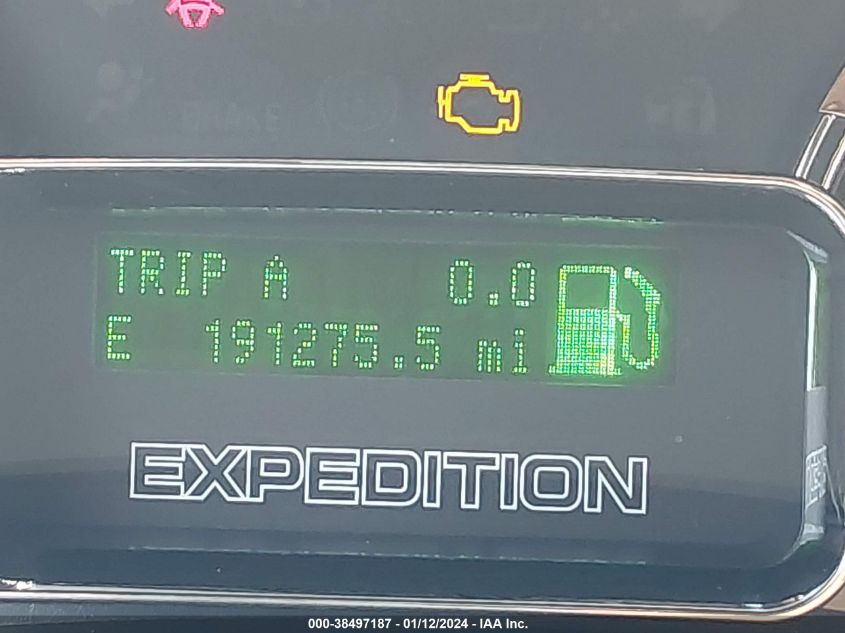 TRIP A 0.0
E 191275.5 mi
EXPEDITION
000-38497187 - 01/12/2024 - IAA Inc.